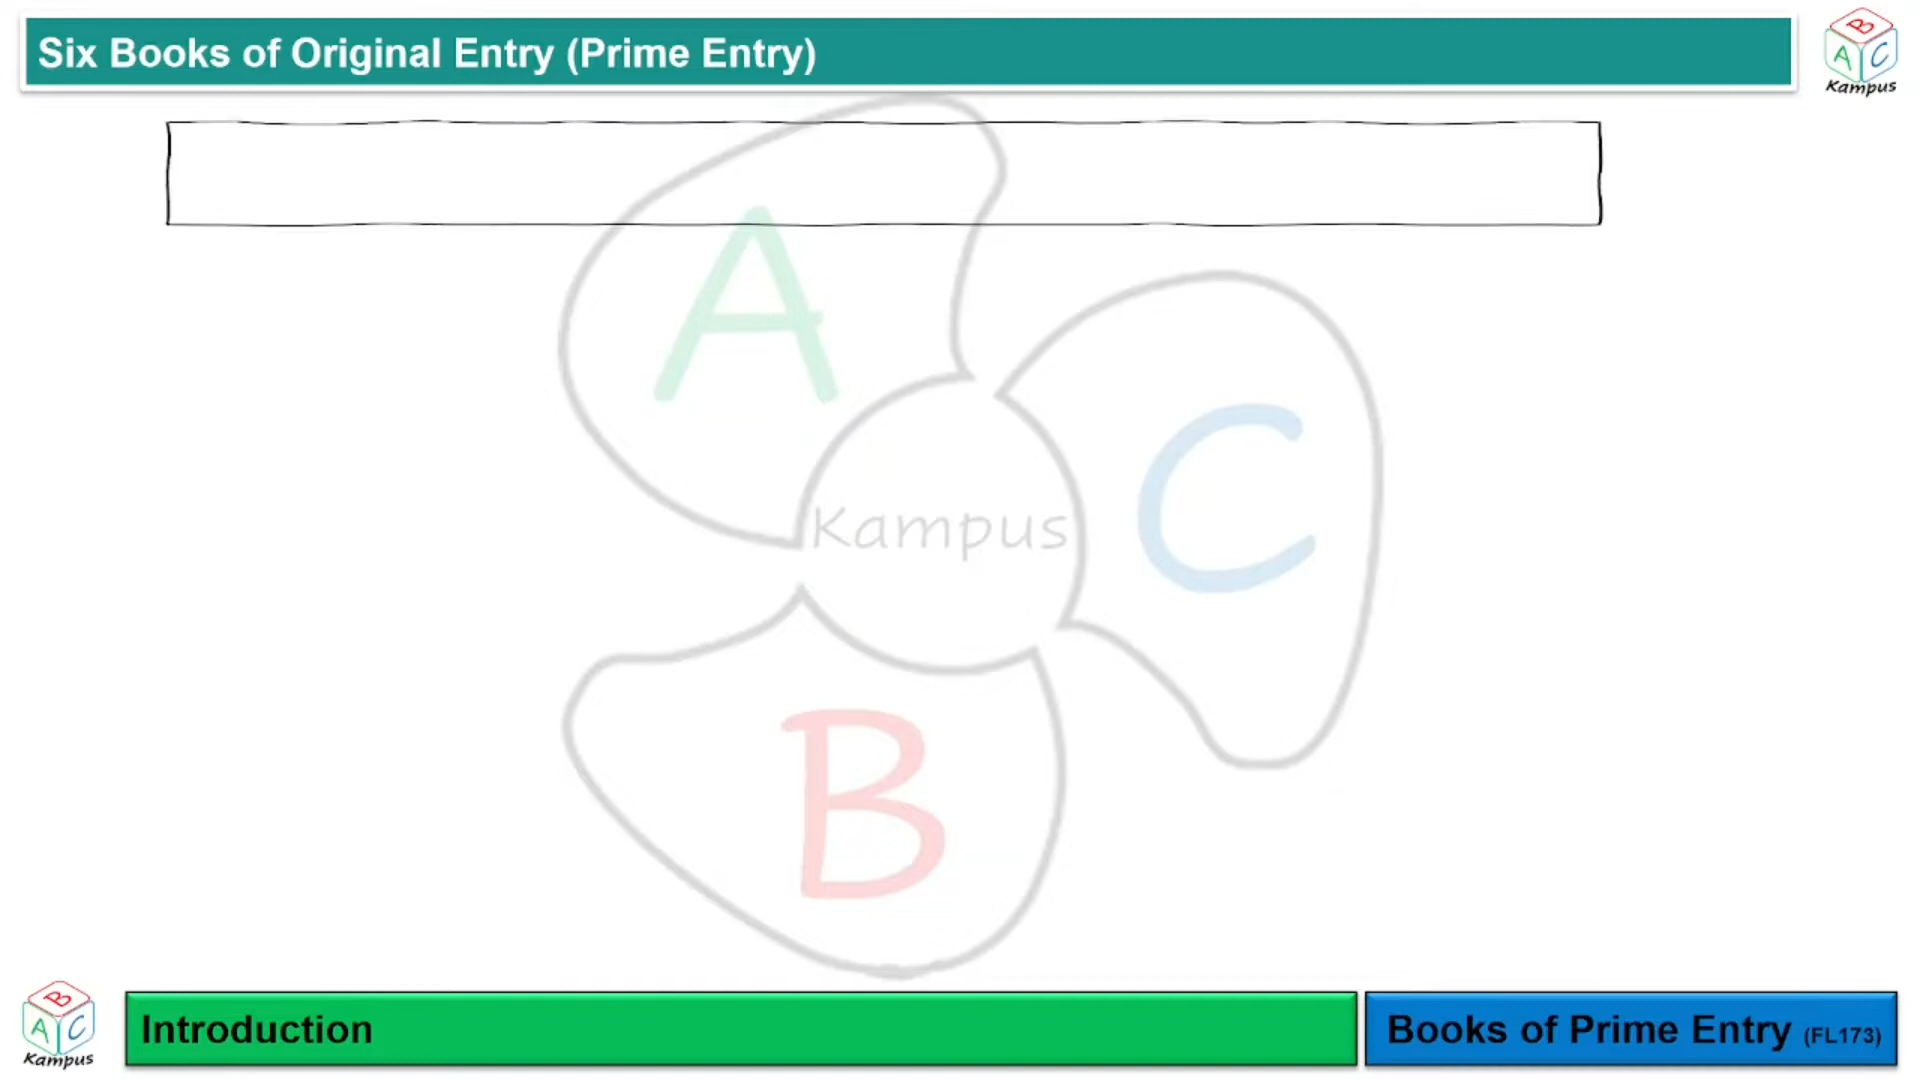 Six Books of Original Entry (Prime Entry)
B
A C
Kampus
A
C
Kampus
B
B
A C
Kampus
Introduction
Books of Prime Entry (FL173)